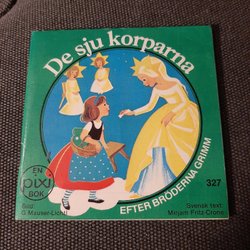 De sju korparna
EN
pixi
BOK
327
EFTER BRÖDERNA GRIMM
Bild:
G Mauser-Lichtl
Svensk text:
Mirjam Fritz-Crone